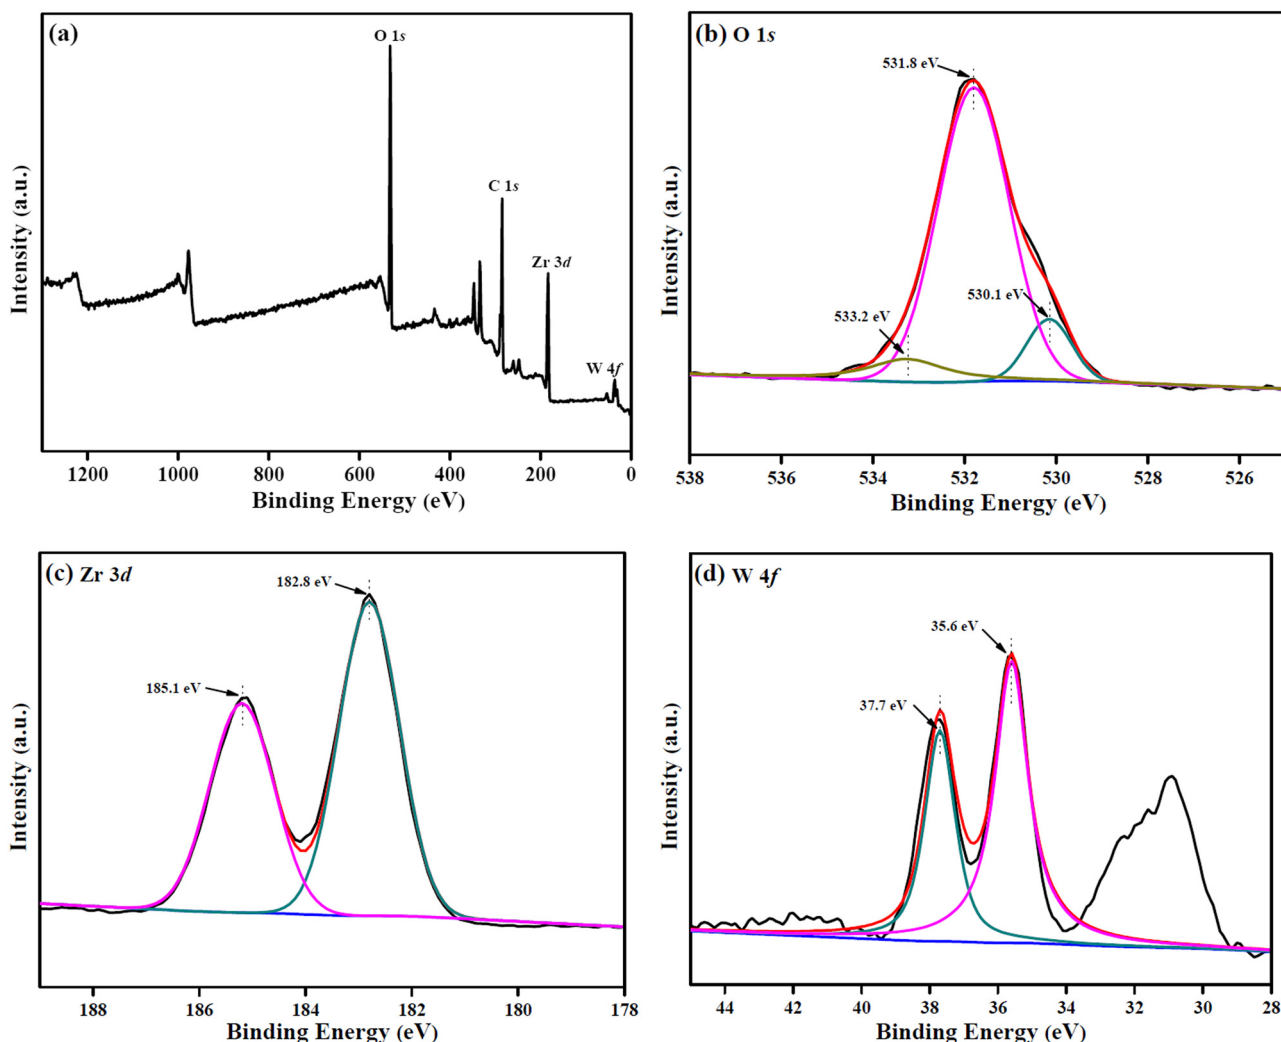 (a)
O 1s
C 1s
Zr 3d
W 4f
Intensity (a.u.)
1200 1000 800 600 400 200 0
Binding Energy (eV)
(b) O 1s
531.8 eV
530.1 eV
533.2 eV
Intensity (a.u.)
538 536 534 532 530 528 526
Binding Energy (eV)
(c) Zr 3d
182.8 eV
185.1 eV
Intensity (a.u.)
188 186 184 182 180 178
Binding Energy (eV)
(d) W 4f
35.6 eV
37.7 eV
Intensity (a.u.)
44 42 40 38 36 34 32 30 28
Binding Energy (eV)